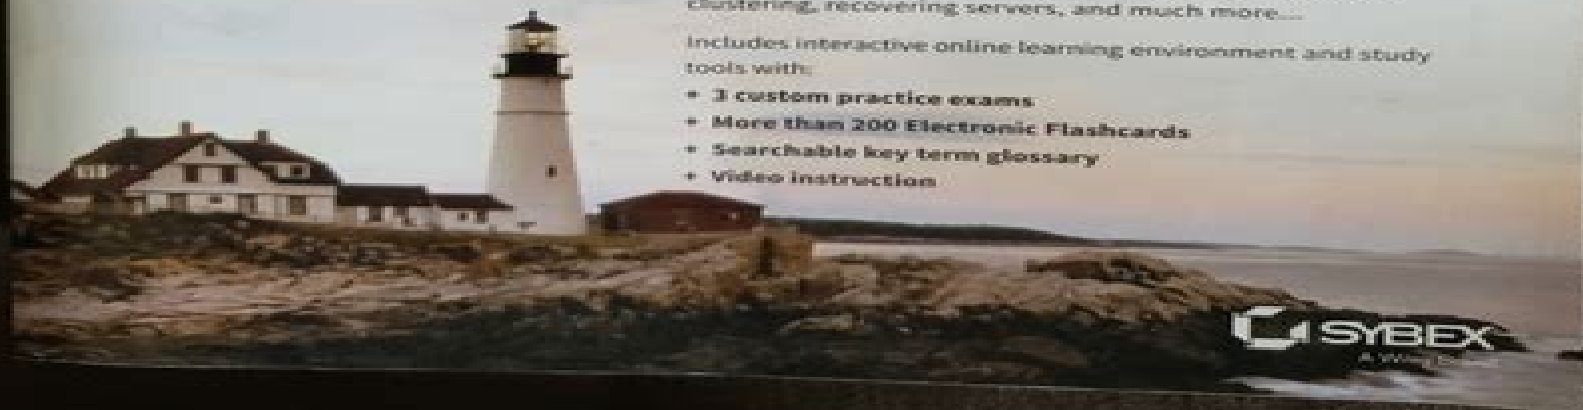 clustering, recovering servers, and much more...
Includes interactive online learning environment and study
tools with:
+ 3 custom practice exams
+ More than 200 Electronic Flashcards
+ Searchable key term glossary
+ Video instruction
SYBEX